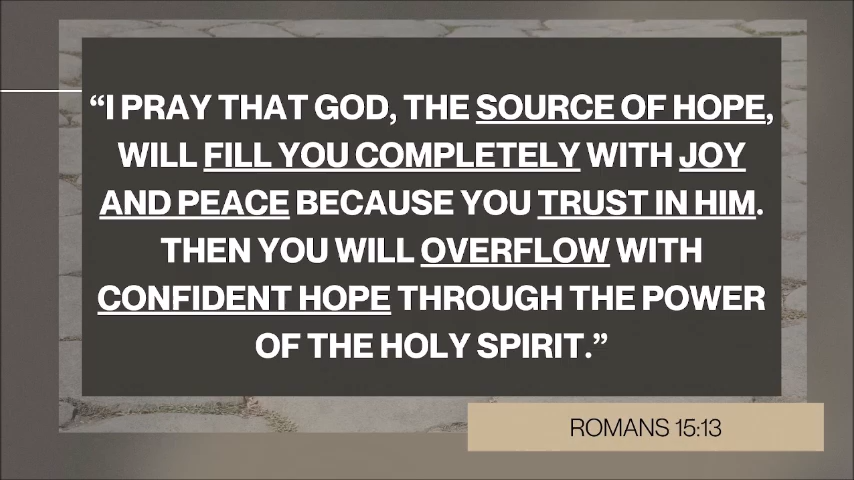 “I PRAY THAT GOD, THE SOURCE OF HOPE,
WILL FILL YOU COMPLETELY WITH JOY
AND PEACE BECAUSE YOU TRUST IN HIM.
THEN YOU WILL OVERFLOW WITH
CONFIDENT HOPE THROUGH THE POWER
OF THE HOLY SPIRIT.”
ROMANS 15:13